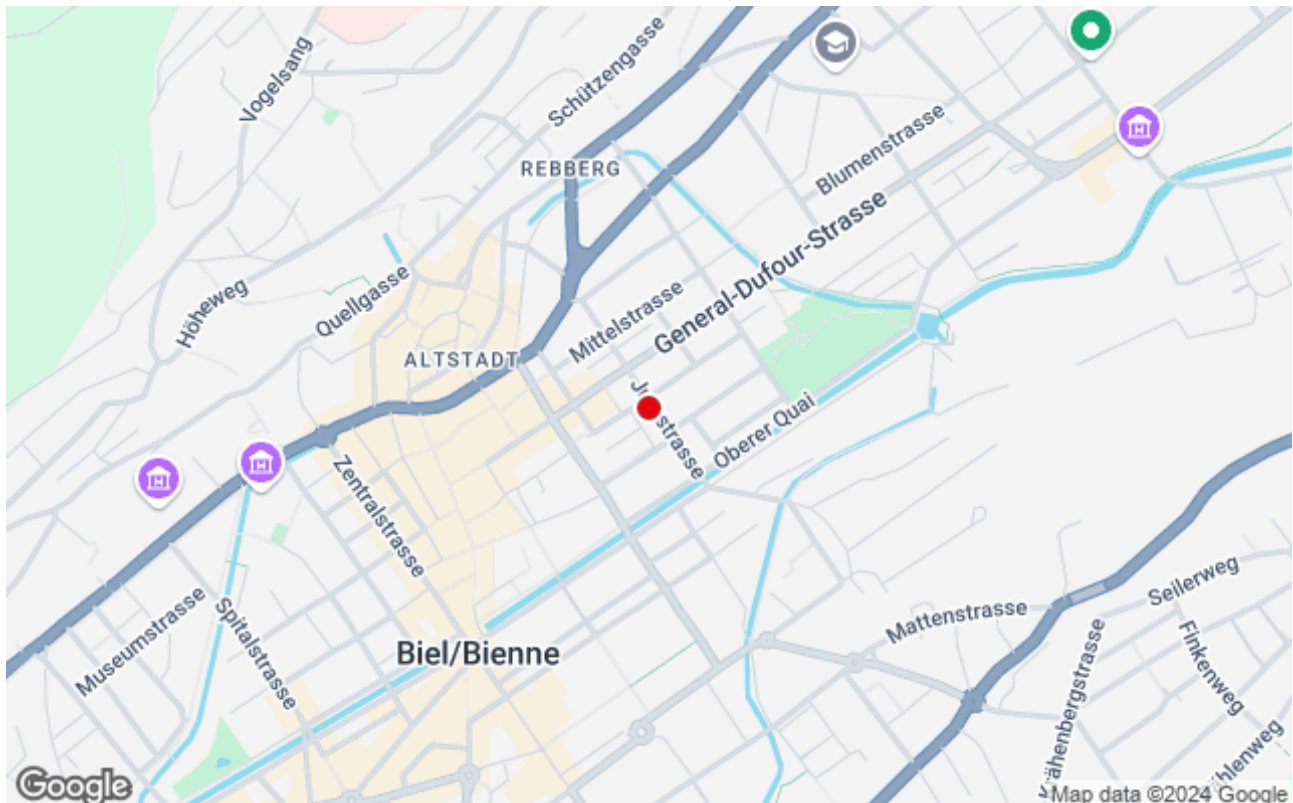 Vogelsang
Schützengasse
REBBERG
Blumenstrasse
General-Dufour-Strasse
Höheweg
Quellgasse
Mittelstrasse
ALTSTADT
Oberer Quai
Zentralstrasse
Seilerweg
Mattenstrasse
Museumstrasse
Spitalstrasse
Finkenweg
Biel/Bienne
Google
Map data ©2024 Google